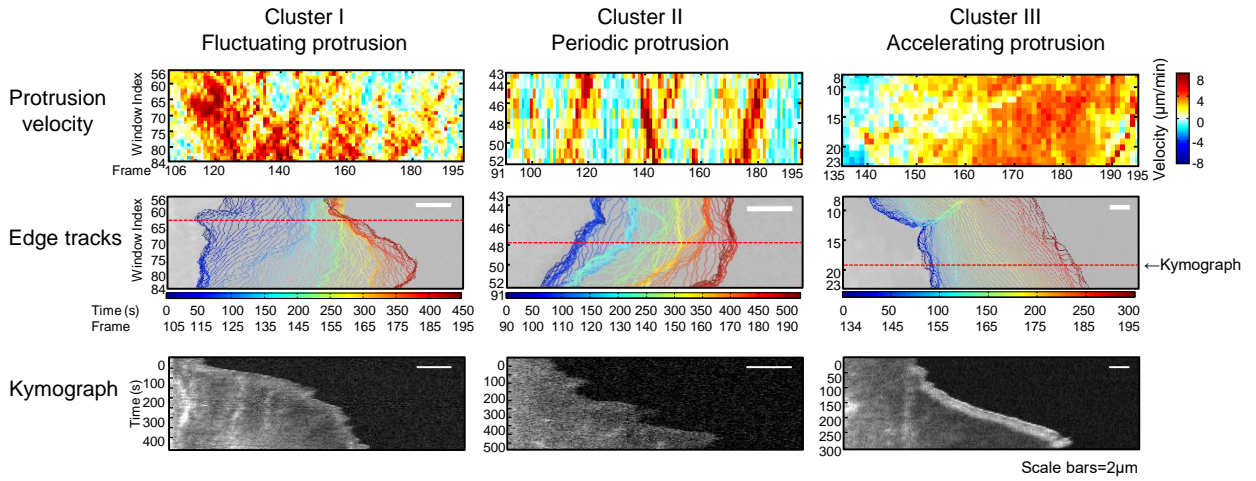 Cluster I
Fluctuating protrusion
Cluster II
Periodic protrusion
Cluster III
Accelerating protrusion
Protrusion
velocity
Window Index
56
60
65
70
75
80
84
Frame
106 120 140 160 180 195
43
44
46
48
50
52
91 100 120 140 160 180 195
8
10
15
20
23
135 140 150 160 170 180 190 195
8
4
0
-4
-8
Velocity (µm/min)
Edge tracks
Window Index
56
60
65
70
75
80
84
43
44
46
48
50
52
91
8
10
15
20
23
←Kymograph
Time (s) 0 50 100 150 200 250 300 350 400 450
Frame 105 115 125 135 145 155 165 175 185 195
0 50 100 150 200 250 300 350 400 450 500
90 100 110 120 130 140 150 160 170 180 190
0 50 100 150 200 250 300
134 145 155 165 175 185 195
Kymograph
Time (s)
0
100
200
300
400
0
100
200
300
400
500
0
50
100
150
200
250
300
Scale bars=2µm